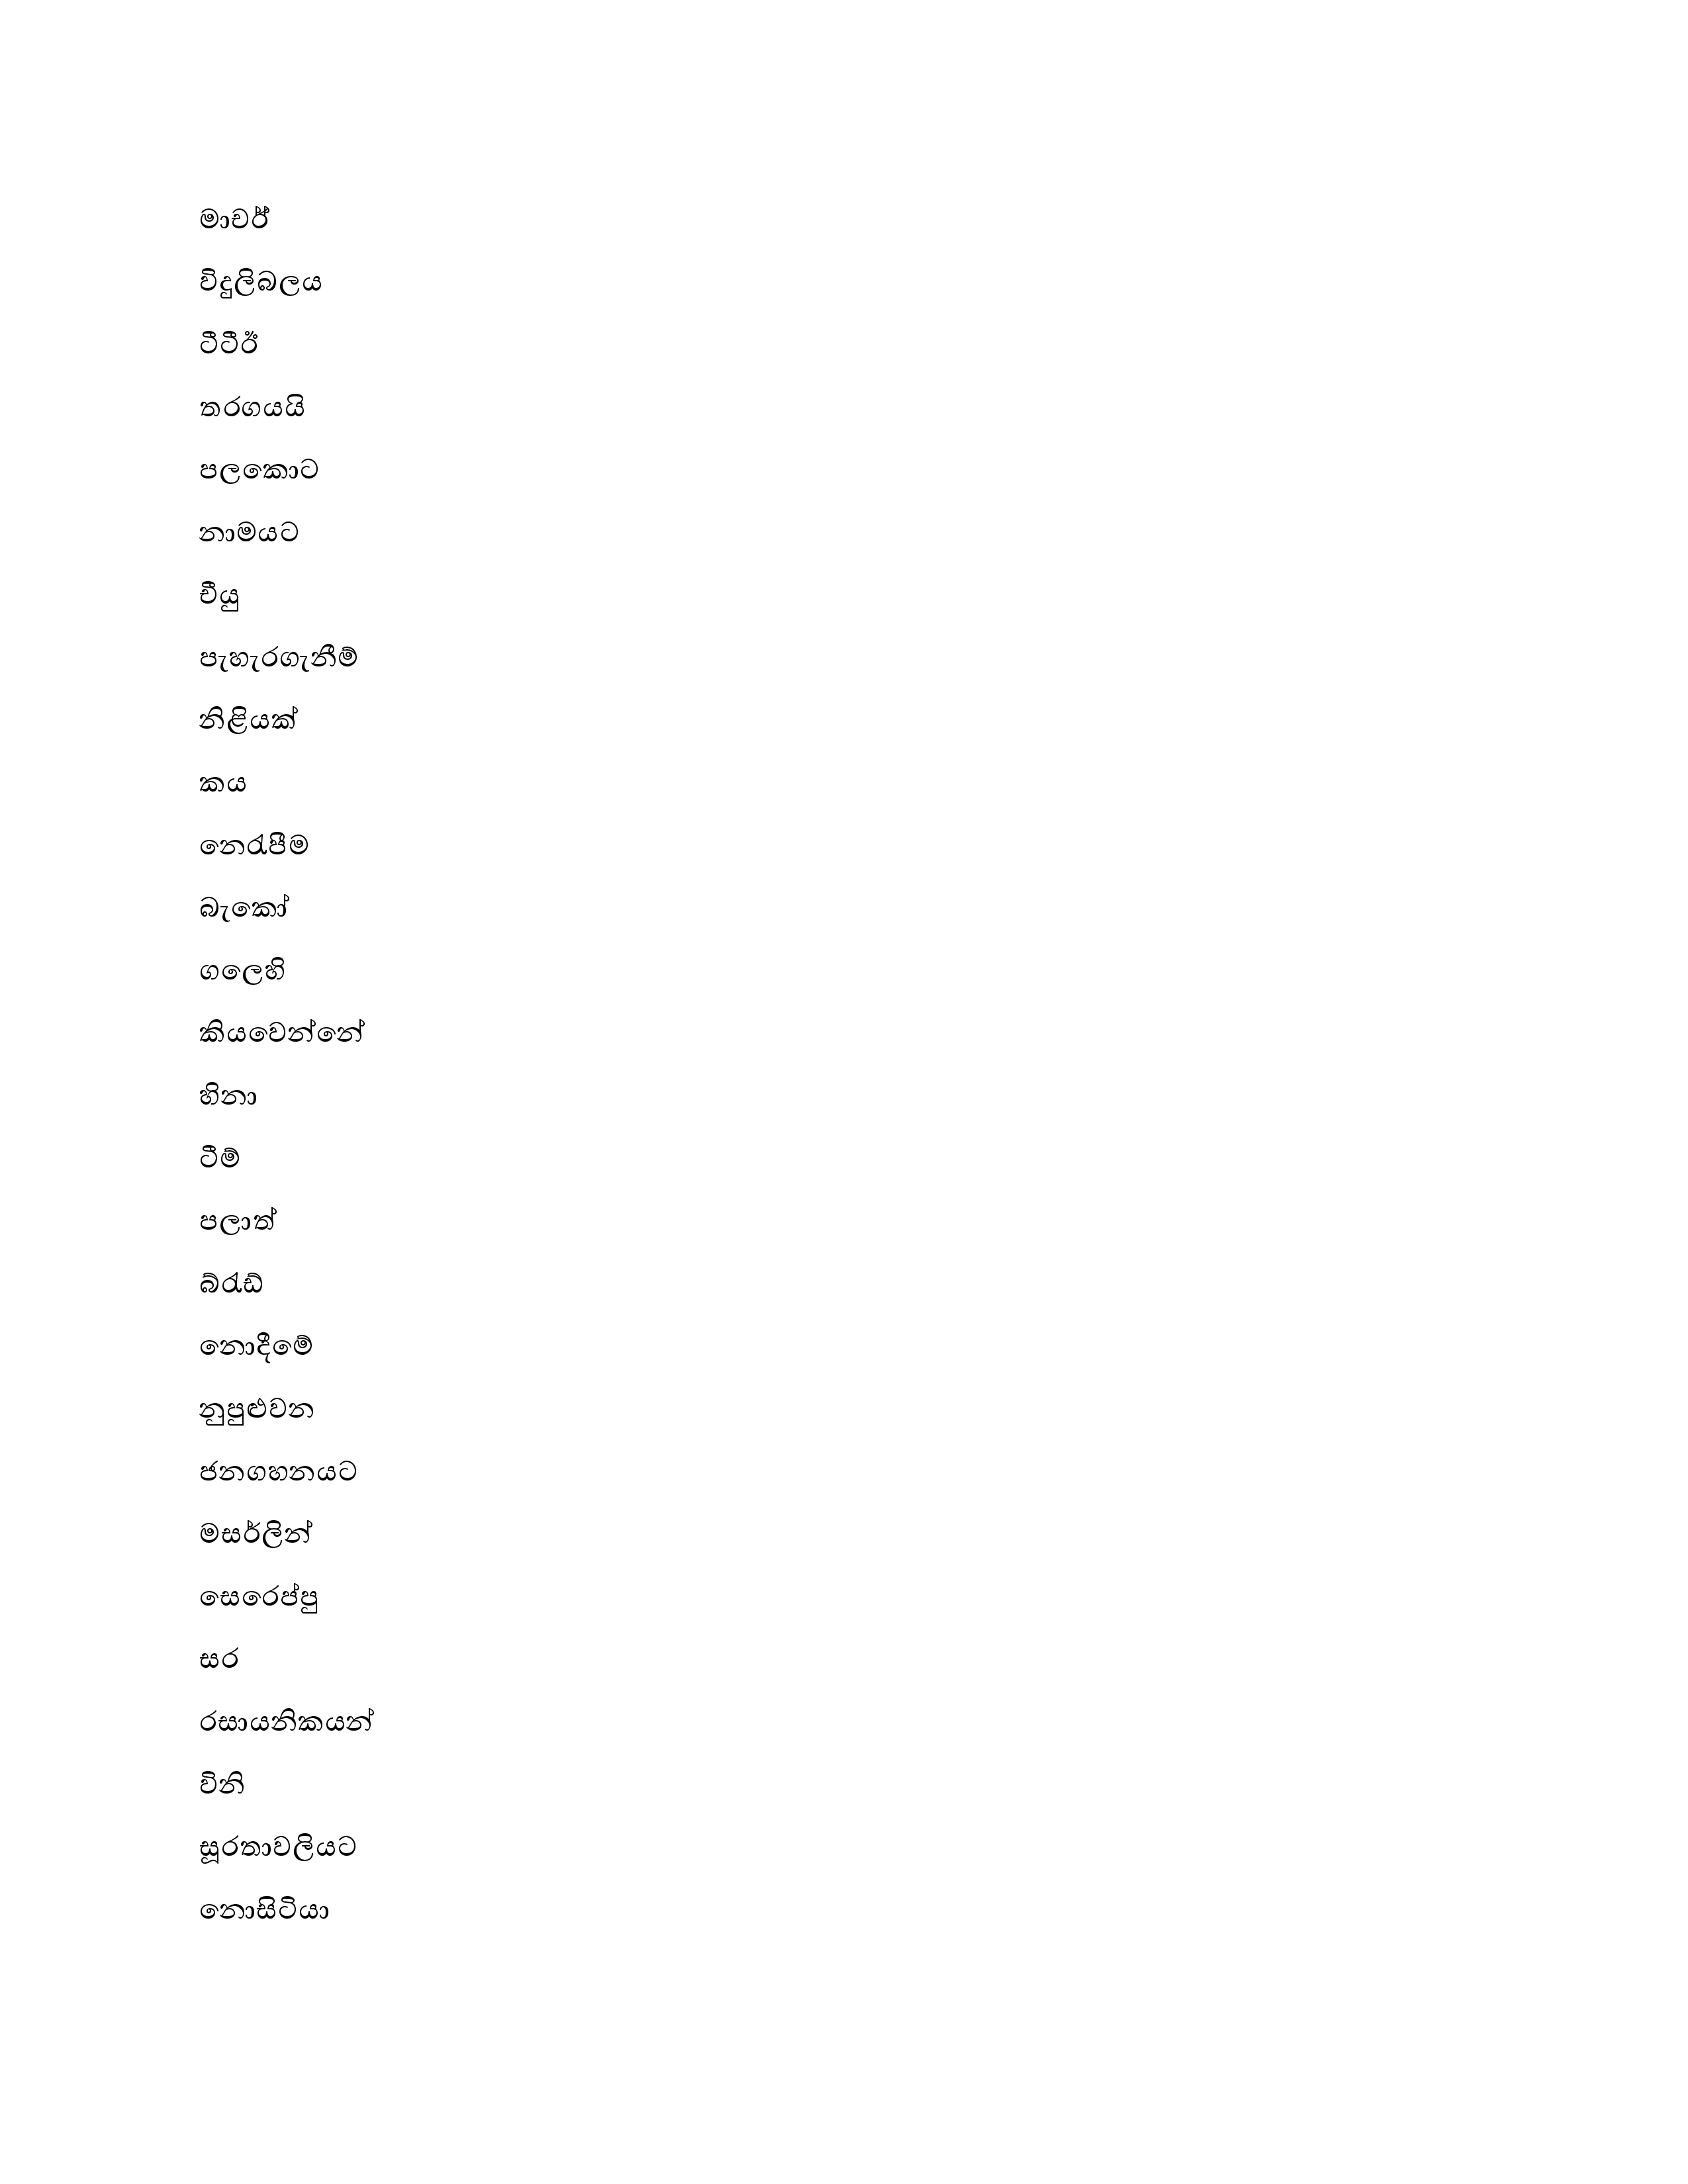 මාචර්
විදුලිබලය
ටීටීඊ
තරගයයි
පලකොට
නාමයට
චීයු
පැහැරගැනීම්
නිළියක්
කය
නෙරැපීම
බැකෝ
ගලෙහි
කියවෙන්නේ
හිනා
ටීම්
පලාත්
බ්රැඩ්
නොදීමේ
නුපුළුවන
ජනගහනයට
මසර්ලින්
සෙරෙප්පු
සර
රසායනිකයන්
විනි
සූරතාවලියට
නොසිටියා